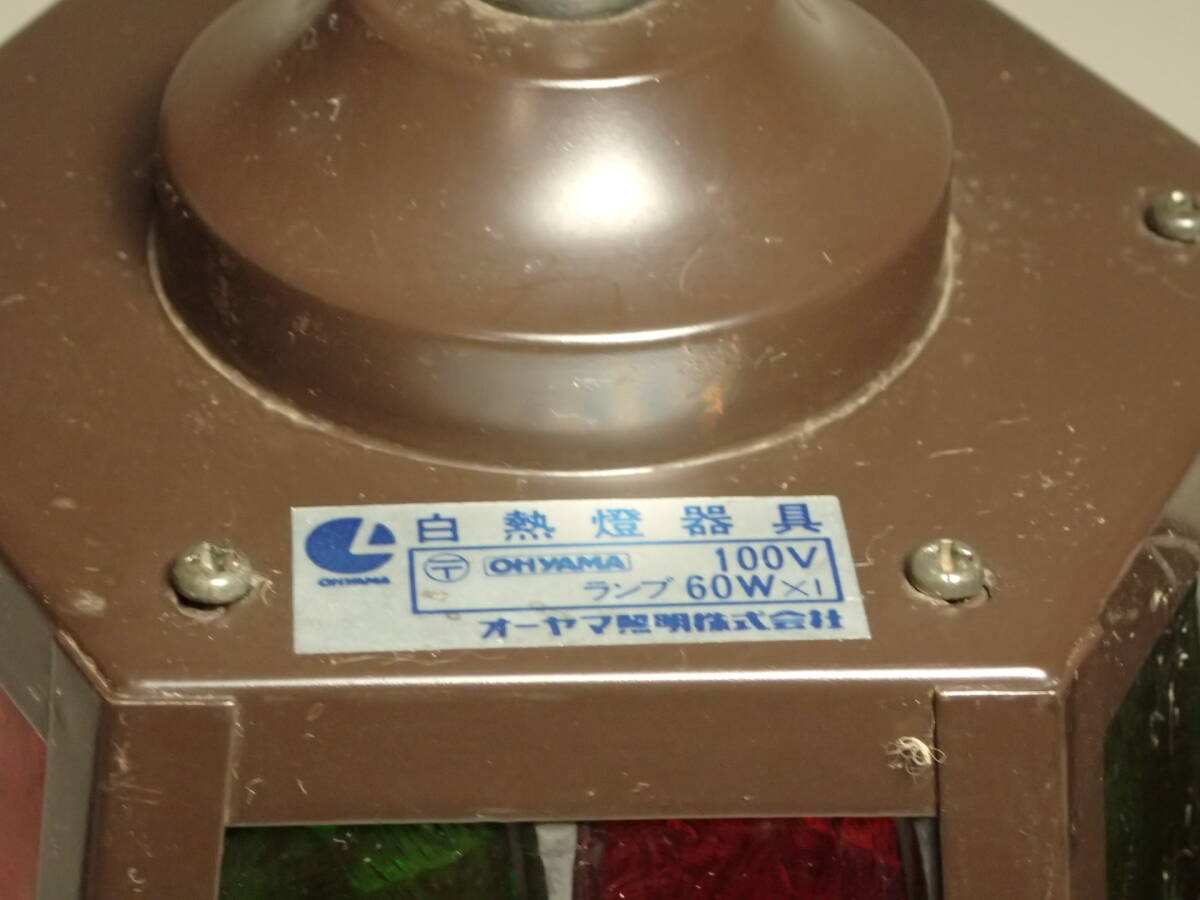 白熱燈器具
OHYAMA
〒 OHYAMA 100V
ランプ 60W×1
オーヤマ照明株式会社